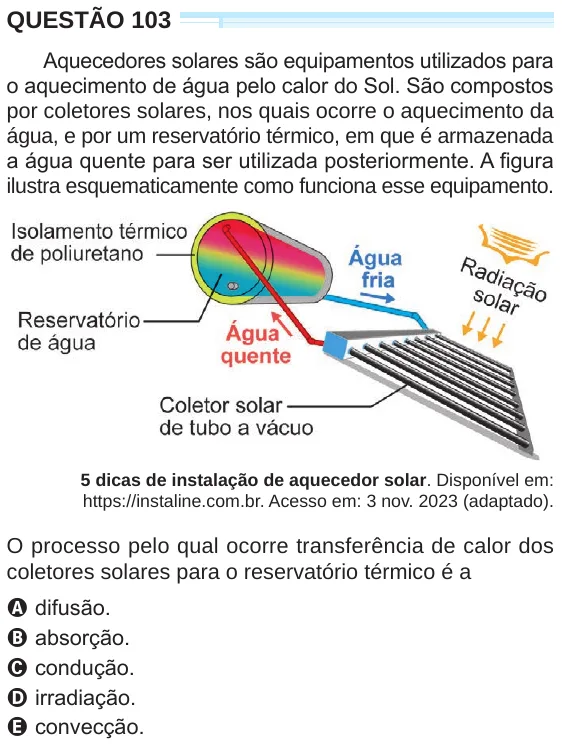 QUESTÃO 103
Aquecedores solares são equipamentos utilizados para
o aquecimento de água pelo calor do Sol. São compostos
por coletores solares, nos quais ocorre o aquecimento da
água, e por um reservatório térmico, em que é armazenada
a água quente para ser utilizada posteriormente. A figura
ilustra esquematicamente como funciona esse equipamento.
Isolamento térmico
de poliuretano
Reservatório
de água
Água
quente
Água
fria
Radiação
solar
Coletor solar
de tubo a vácuo
5 dicas de instalação de aquecedor solar. Disponível em:
https://instaline.com.br. Acesso em: 3 nov. 2023 (adaptado).
O processo pelo qual ocorre transferência de calor dos
coletores solares para o reservatório térmico é a
A difusão.
B absorção.
C condução.
D irradiação.
E convecção.